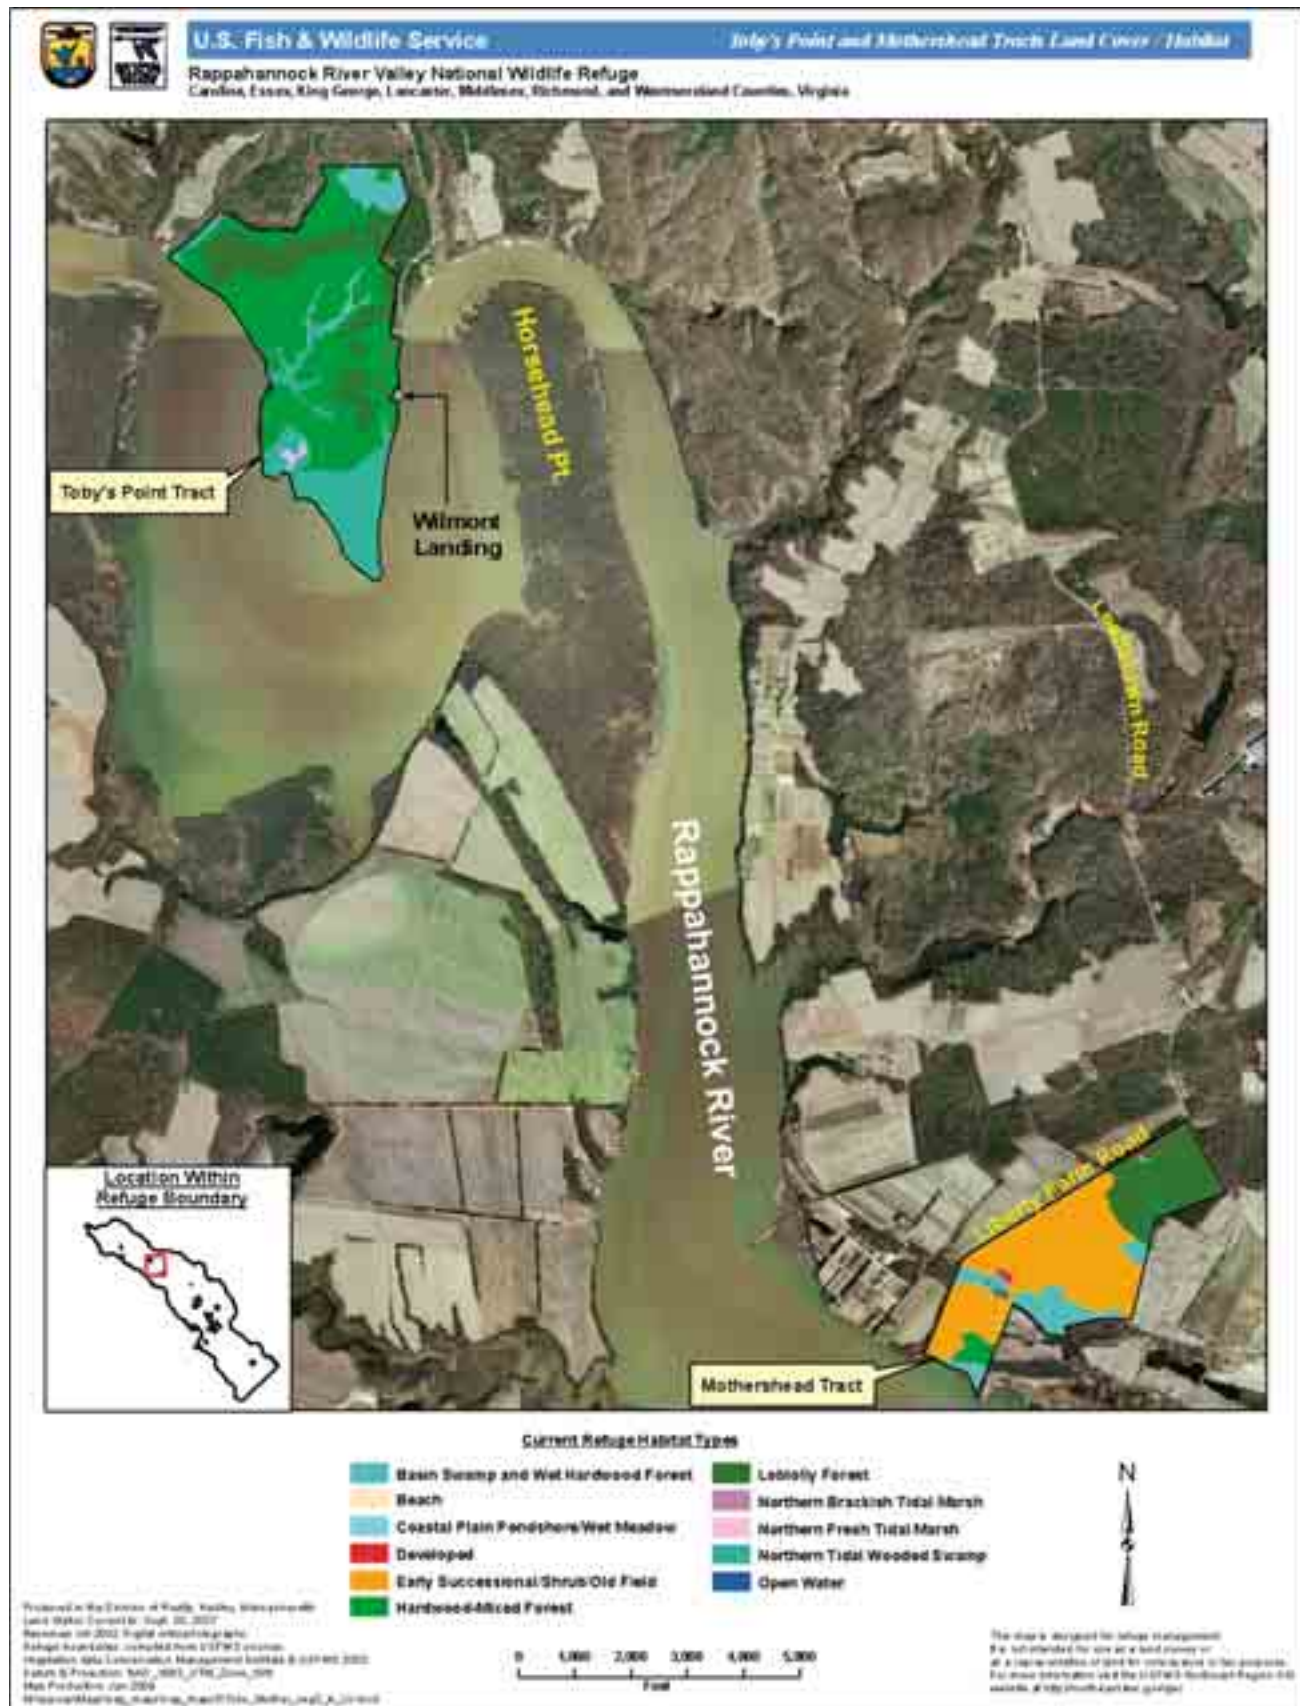 U.S. Fish & Wildlife Service
Toby's Point and Mothershead Tracts Land Cover / Habitat
Rappahannock River Valley National Wildlife Refuge
Caroline, Essex, King George, Lancaster, Middlesex, Richmond, and Westmoreland Counties, Virginia
Horsehead Pt
Toby's Point Tract
Wilmont
Landing
Road
Rappahannock River
Location Within
Refuge Boundary
Road
Mothershead Tract
Current Refuge Habitat Types
Basin Swamp and Wet Hardwood Forest
Beach
Coastal Plain Pondshore/Wet Meadow
Developed
Early Successional/Shrub/Old Field
Hardwood-Mixed Forest
Loblolly Forest
Northern Brackish Tidal Marsh
Northern Fresh Tidal Marsh
Northern Tidal Wooded Swamp
Open Water
N
0 1,000 2,000 3,000 4,000 5,000
Feet